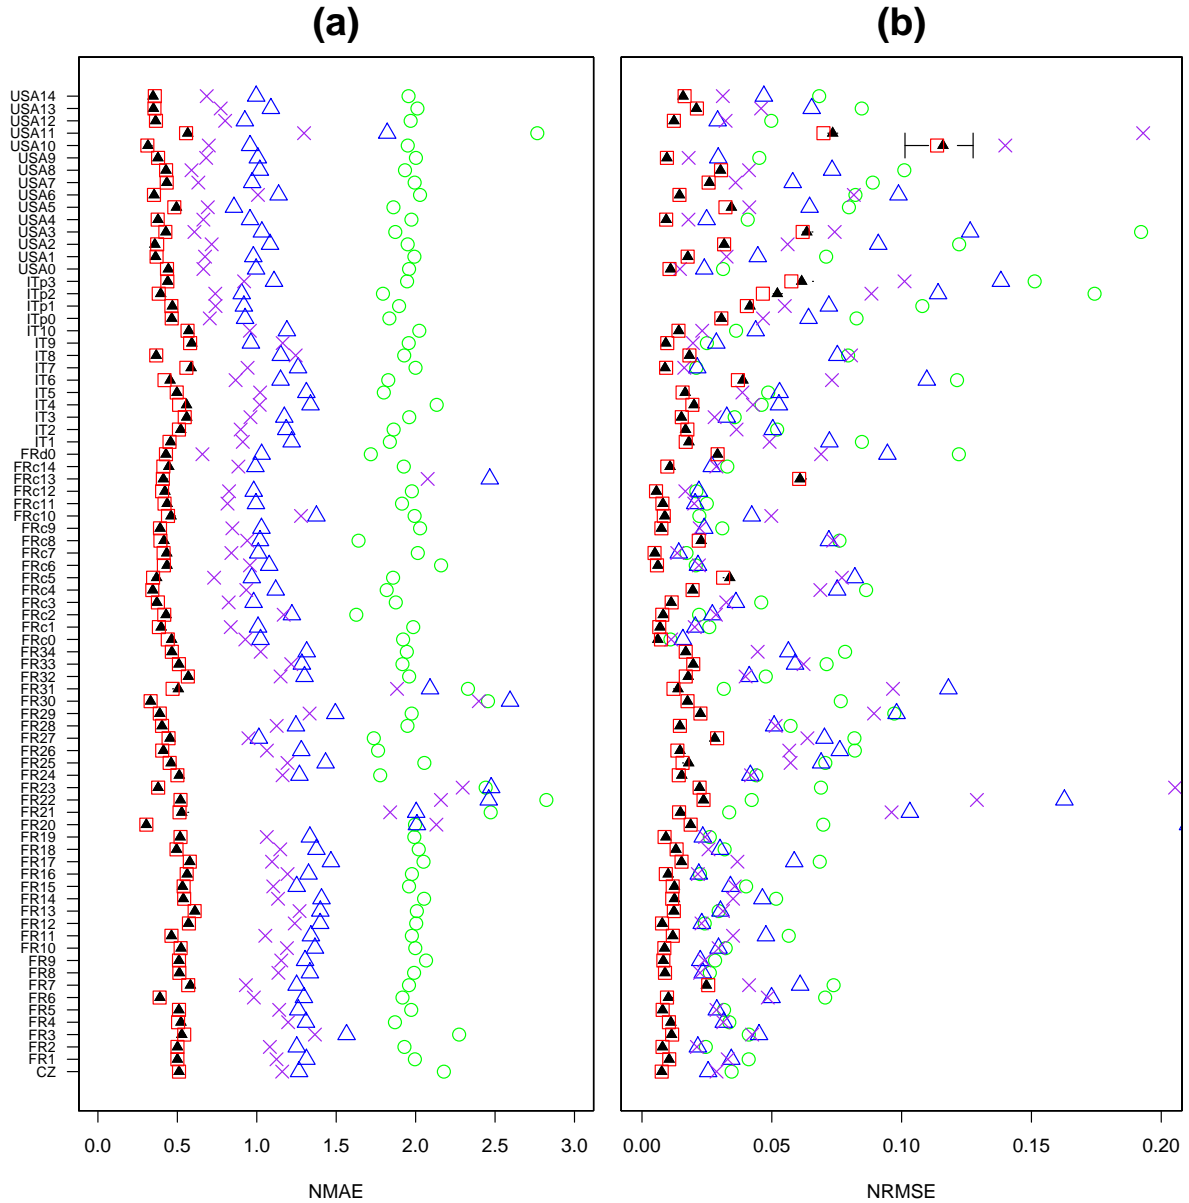 (a)
(b)
USA14
USA13
USA12
USA11
USA10
USA9
USA8
USA7
USA6
USA5
USA4
USA3
USA2
USA1
USA0
ITp3
ITp2
ITp1
ITp0
IT10
IT9
IT8
IT7
IT6
IT5
IT4
IT3
IT2
IT1
FRd0
FRc14
FRc13
FRc12
FRc11
FRc10
FRc9
FRc8
FRc7
FRc6
FRc5
FRc4
FRc3
FRc2
FRc1
FRc0
FR34
FR33
FR32
FR31
FR30
FR29
FR28
FR27
FR26
FR25
FR24
FR23
FR22
FR21
FR20
FR19
FR18
FR17
FR16
FR15
FR14
FR13
FR12
FR11
FR10
FR9
FR8
FR7
FR6
FR5
FR4
FR3
FR2
FR1
CZ
0.0 0.5 1.0 1.5 2.0 2.5 3.0
NMAE
0.00 0.05 0.10 0.15 0.20
NRMSE